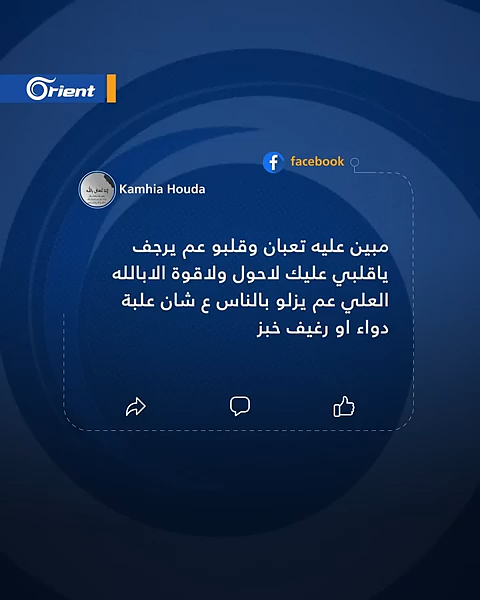 Orient
facebook
Kamhia Houda
مبين عليه تعبان وقلبو عم يرجف
ياقلبي عليك لاحول ولاقوة الابالله
العلي عم يزلو بالناس ع شان علبة
دواء او رغيف خبز